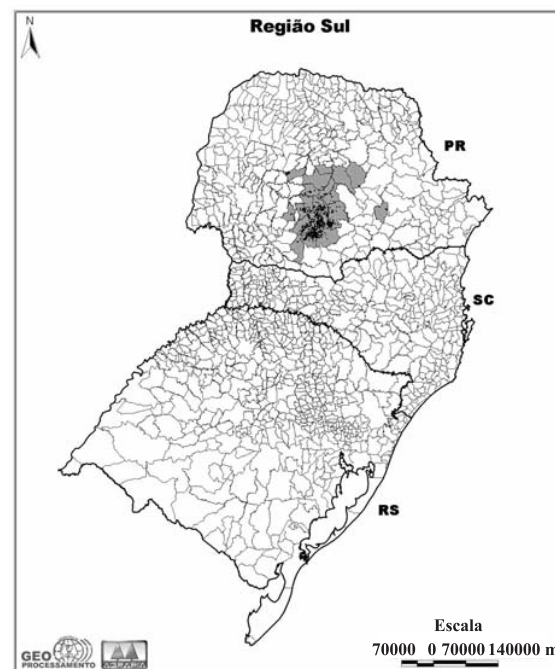 N
Região Sul
PR
SC
RS
GEO
PROCESSAMENTO
Escala
70000 0 70000 140000 m